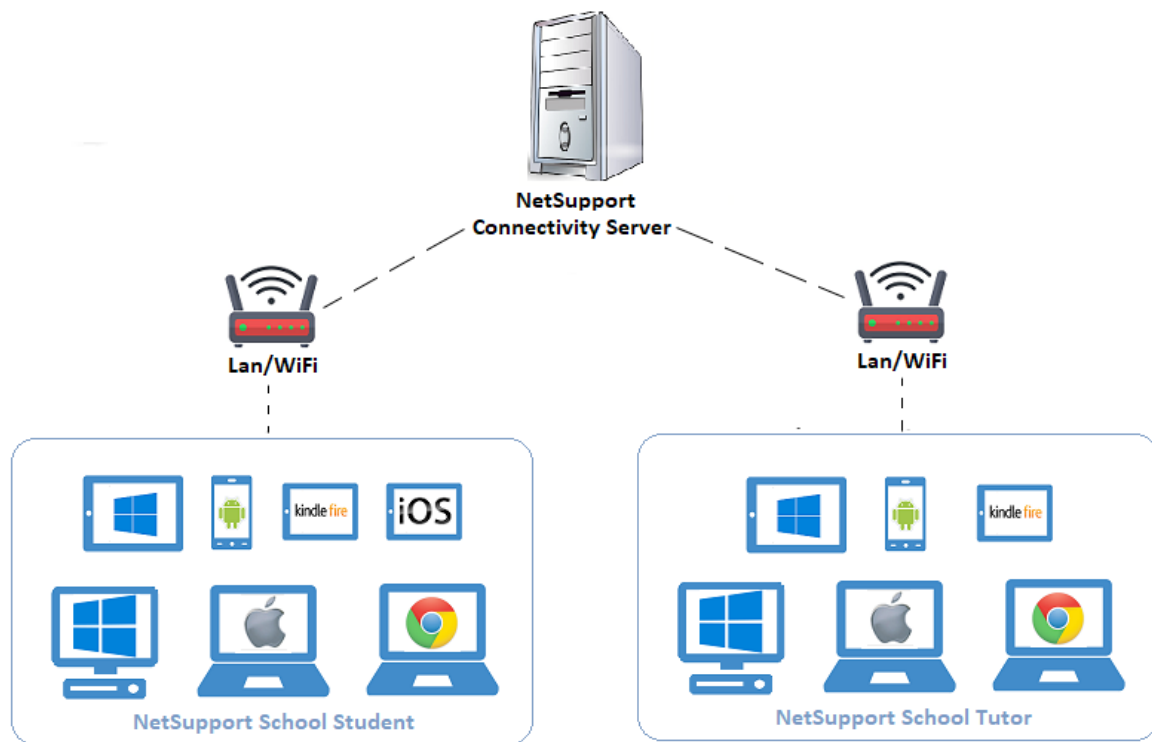 NetSupport
Connectivity Server
Lan/WiFi
Lan/WiFi
kindle fire
iOS
kindle fire
NetSupport School Student
NetSupport School Tutor